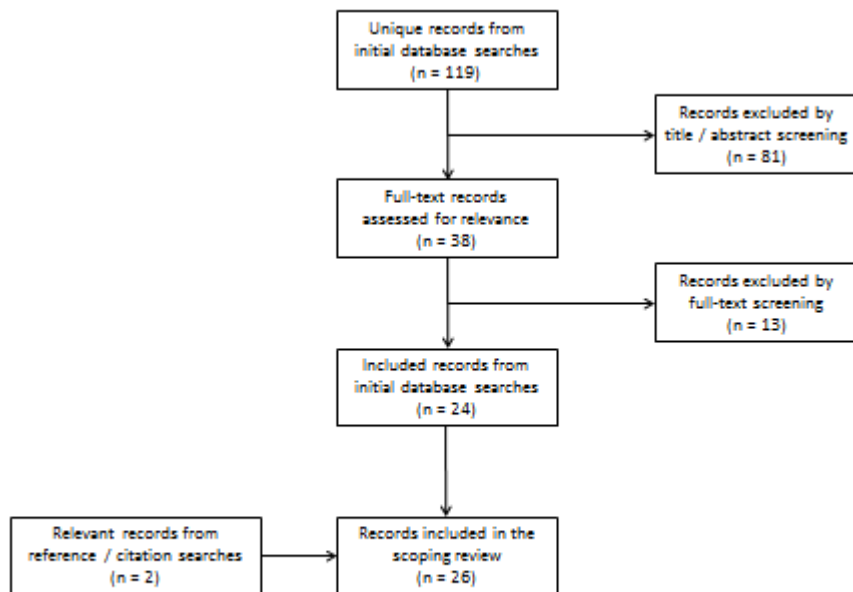 Unique records from
initial database searches
(n = 119)
Records excluded by
title / abstract screening
(n = 81)
Full-text records
assessed for relevance
(n = 38)
Records excluded by
full-text screening
(n = 13)
Included records from
initial database searches
(n = 24)
Relevant records from
reference / citation searches
(n = 2)
Records included in the
scoping review
(n = 26)